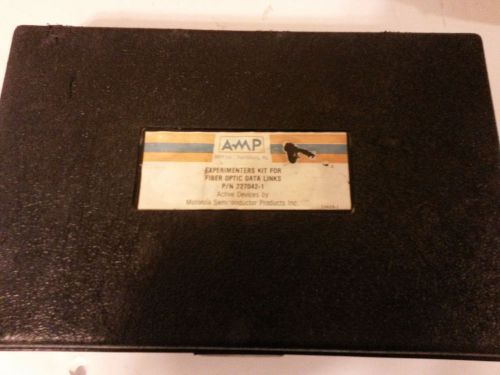 AMP
EXPERIMENTERS KIT FOR
FIBER OPTIC DATA LINKS
P/N 227042-1
Active Devices by
Motorola Semiconductor Products Inc.